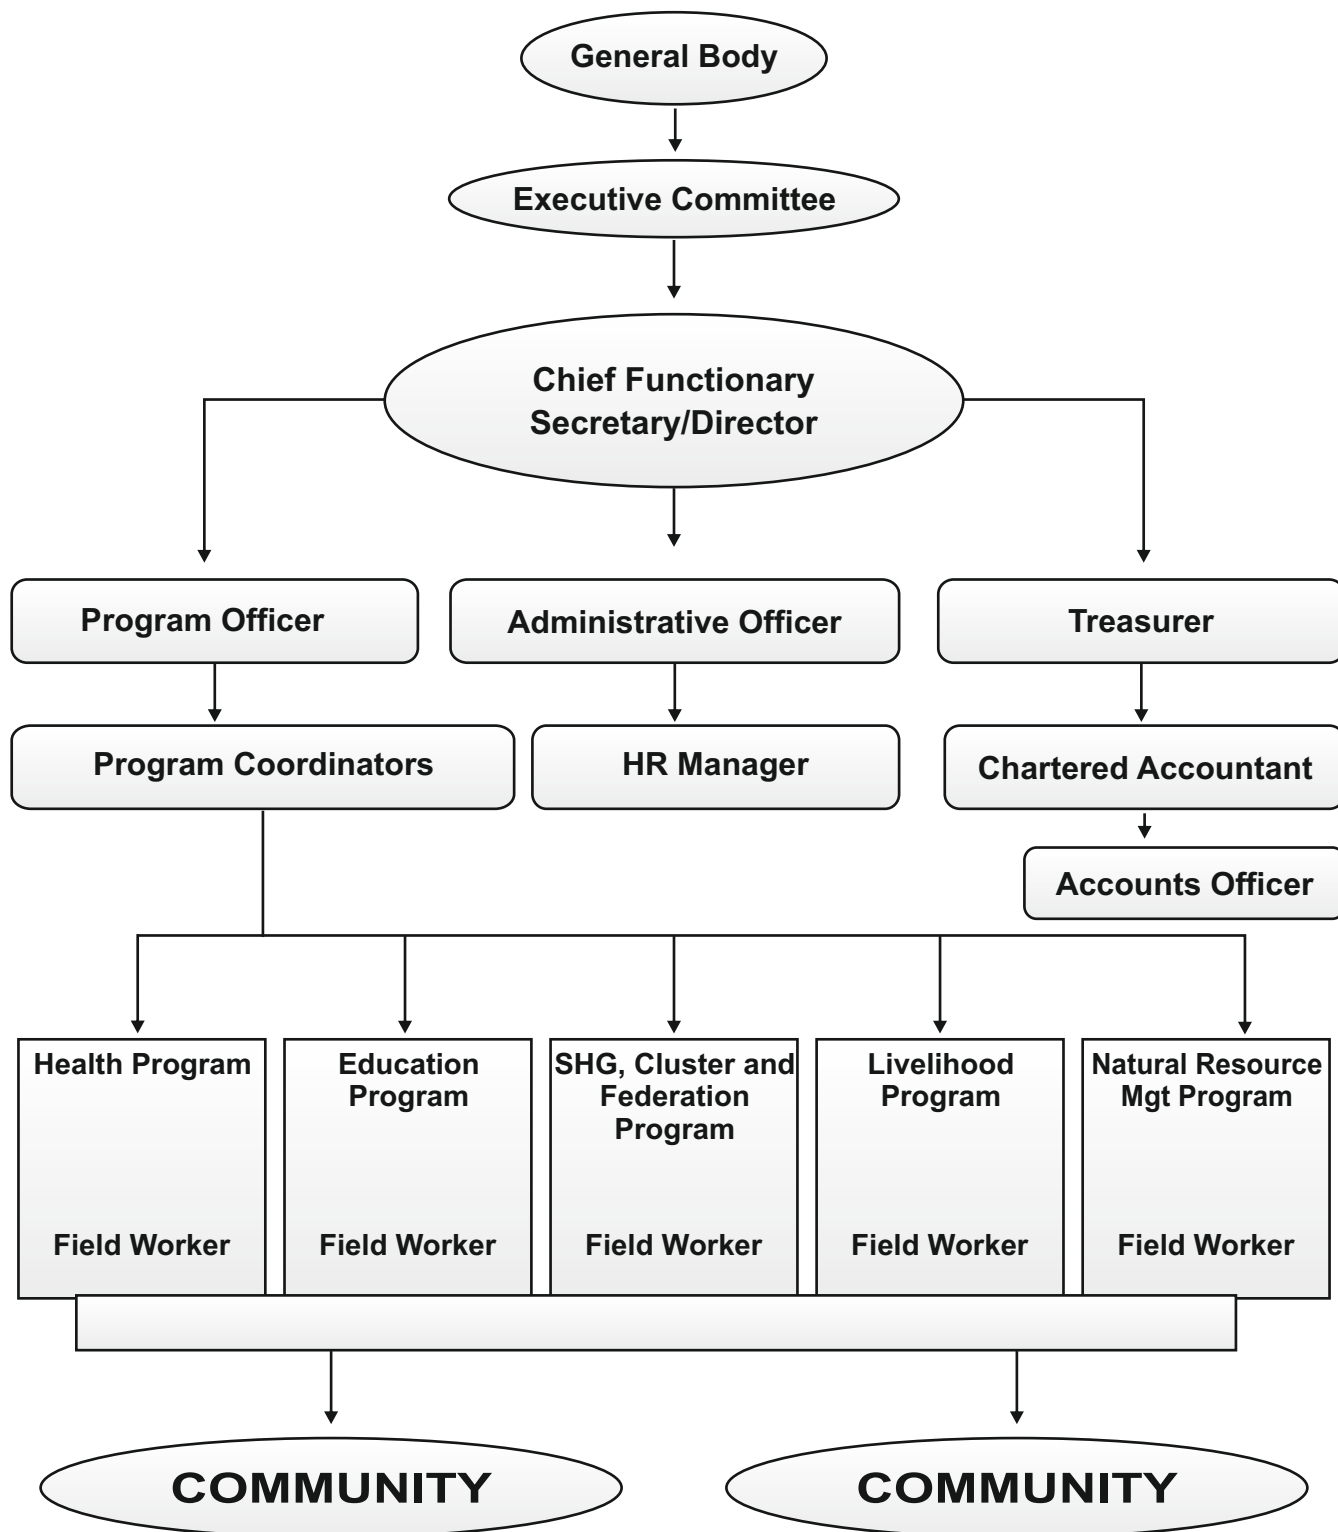 General Body
Executive Committee
Chief Functionary
Secretary/Director
Program Officer
Administrative Officer
Treasurer
Program Coordinators
HR Manager
Chartered Accountant
Accounts Officer
Health Program
Field Worker
Education
Program
Field Worker
SHG, Cluster and
Federation
Program
Field Worker
Livelihood
Program
Field Worker
Natural Resource
Mgt Program
Field Worker
COMMUNITY
COMMUNITY